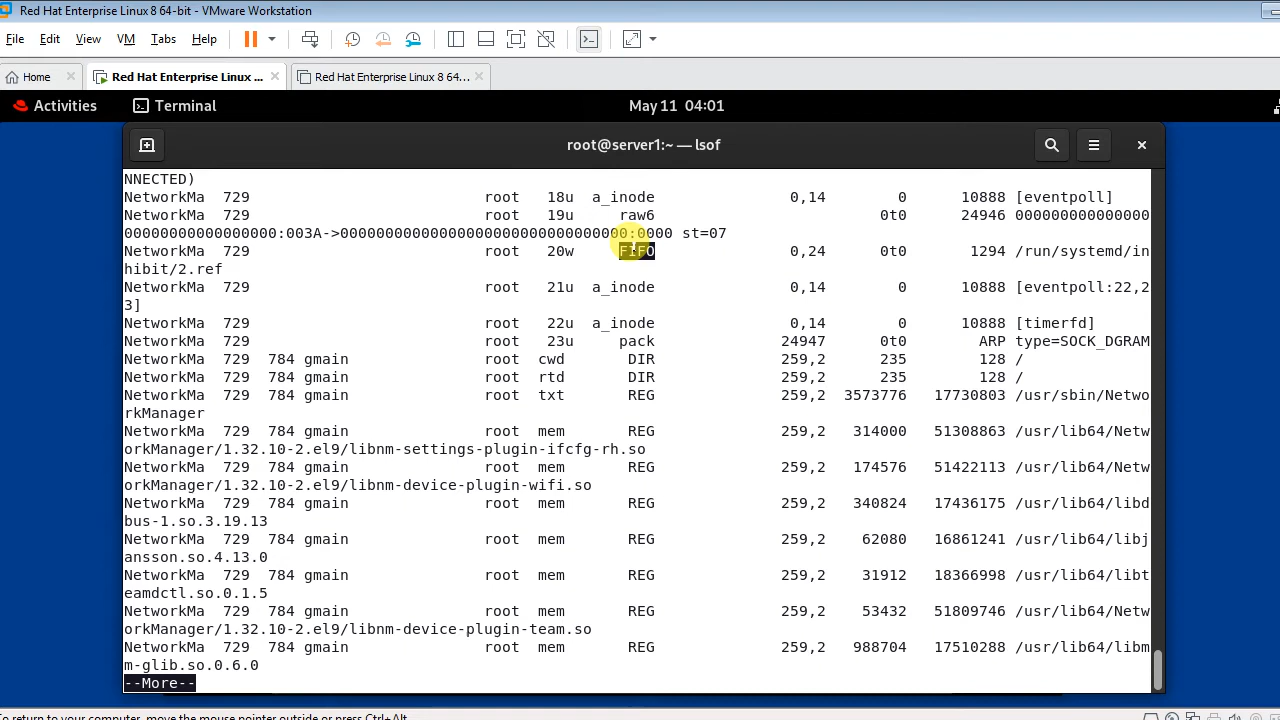 Red Hat Enterprise Linux 8 64-bit - VMware Workstation
File Edit View VM Tabs Help
Home Red Hat Enterprise Linux ... Red Hat Enterprise Linux 8 64...
Activities Terminal May 11 04:01
root@server1:~ — lsof
NNECTED)
NetworkMa 729 root 18u a_inode 0,14 0 10888 [eventpoll]
NetworkMa 729 root 19u raw6 0t0 24946 000000000000000
00000000000000000:003A->00000000000000000000000000000000:0000 st=07
NetworkMa 729 root 20w FIFO 0,24 0t0 1294 /run/systemd/in
hibit/2.ref
NetworkMa 729 root 21u a_inode 0,14 0 10888 [eventpoll:22,2
3]
NetworkMa 729 root 22u a_inode 0,14 0 10888 [timerfd]
NetworkMa 729 root 23u pack 24947 0t0 ARP type=SOCK_DGRAM
NetworkMa 729 784 gmain root cwd DIR 259,2 235 128 /
NetworkMa 729 784 gmain root rtd DIR 259,2 235 128 /
NetworkMa 729 784 gmain root txt REG 259,2 3573776 17730803 /usr/sbin/Netwo
rkManager
NetworkMa 729 784 gmain root mem REG 259,2 314000 51308863 /usr/lib64/Netw
orkManager/1.32.10-2.el9/libnm-settings-plugin-ifcfg-rh.so
NetworkMa 729 784 gmain root mem REG 259,2 174576 51422113 /usr/lib64/Netw
orkManager/1.32.10-2.el9/libnm-device-plugin-wifi.so
NetworkMa 729 784 gmain root mem REG 259,2 340824 17436175 /usr/lib64/libd
bus-1.so.3.19.13
NetworkMa 729 784 gmain root mem REG 259,2 62080 16861241 /usr/lib64/libj
ansson.so.4.13.0
NetworkMa 729 784 gmain root mem REG 259,2 31912 18366998 /usr/lib64/libt
eamdctl.so.0.1.5
NetworkMa 729 784 gmain root mem REG 259,2 53432 51809746 /usr/lib64/Netw
orkManager/1.32.10-2.el9/libnm-device-plugin-team.so
NetworkMa 729 784 gmain root mem REG 259,2 988704 17510288 /usr/lib64/libm
m-glib.so.0.6.0
--More--
To return to your computer, move the mouse pointer outside or press Ctrl+Alt.